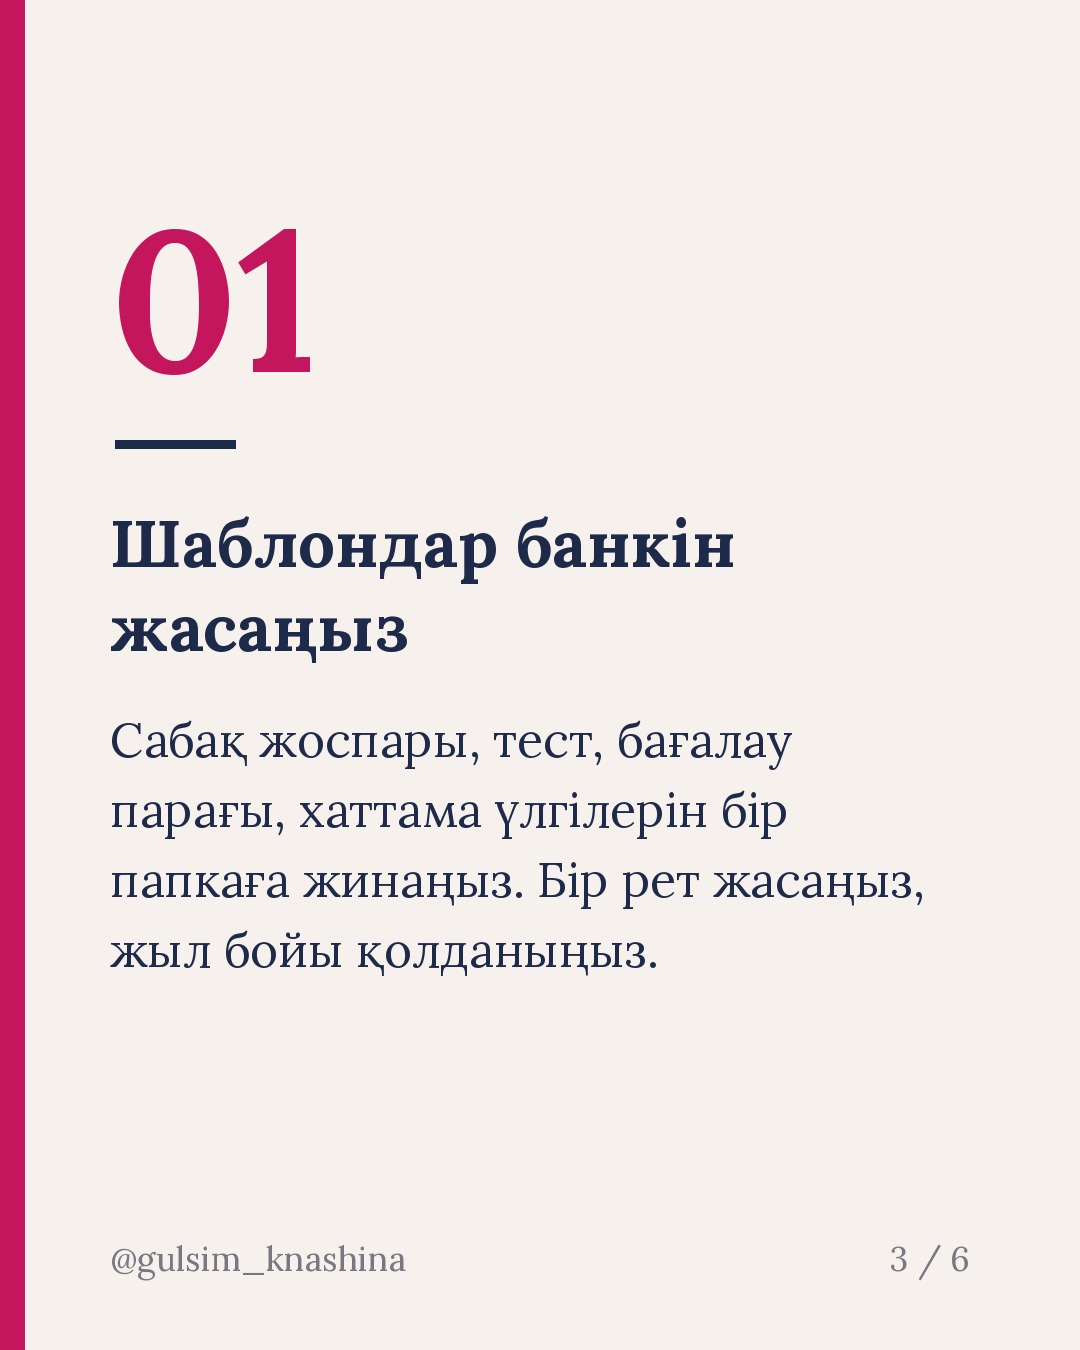 01
Шаблондар банкін
жасаңыз
Сабақ жоспары, тест, бағалау
парағы, хаттама үлгілерін бір
папкаға жинаңыз. Бір рет жасаңыз,
жыл бойы қолданыңыз.
@gulsim_knashina
3 / 6